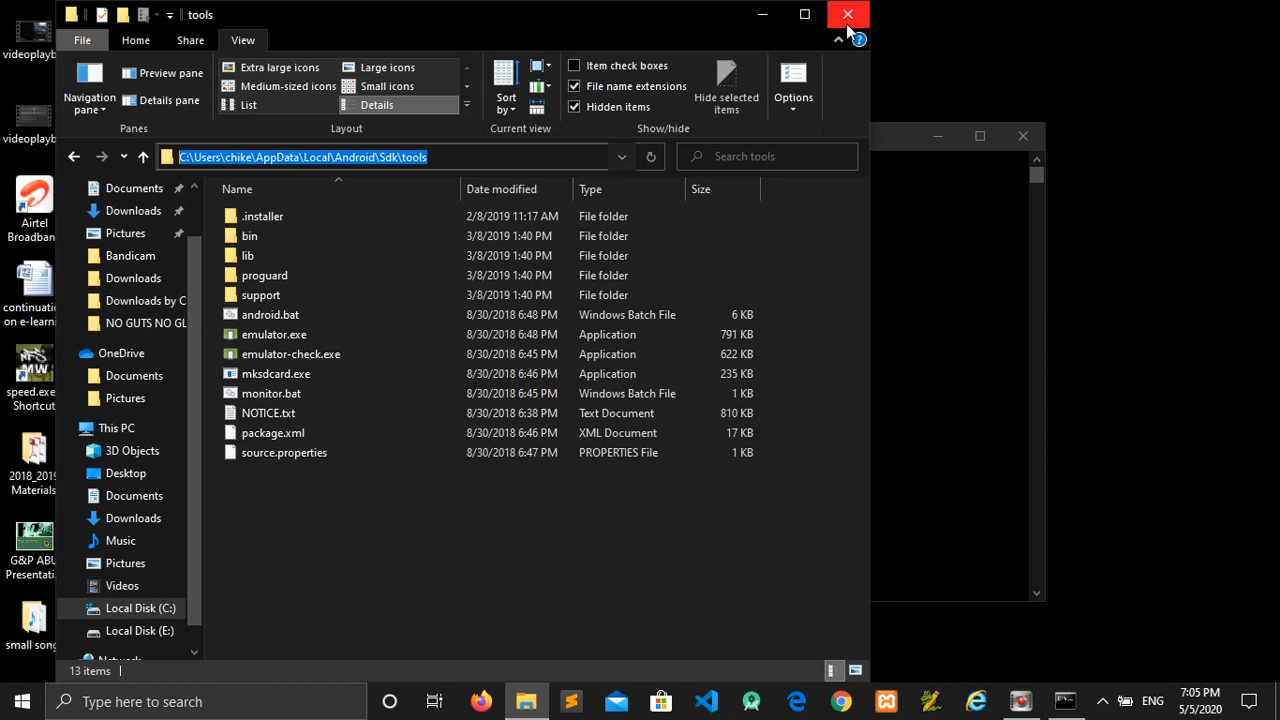 tools
File Home Share View
Navigation pane
Preview pane
Details pane
Panes
Extra large icons Large icons
Medium-sized icons Small icons
List Details
Layout
Sort by
Current view
Item check boxes
File name extensions
Hidden items
Show/hide
Hide selected items
Options
C:\Users\chike\AppData\Local\Android\Sdk\tools
Search tools
Name Date modified Type Size
.installer 2/8/2019 11:17 AM File folder
bin 3/8/2019 1:40 PM File folder
lib 3/8/2019 1:40 PM File folder
proguard 3/8/2019 1:40 PM File folder
support 3/8/2019 1:40 PM File folder
android.bat 8/30/2018 6:48 PM Windows Batch File 6 KB
emulator.exe 8/30/2018 6:48 PM Application 791 KB
emulator-check.exe 8/30/2018 6:45 PM Application 622 KB
mksdcard.exe 8/30/2018 6:46 PM Application 235 KB
monitor.bat 8/30/2018 6:45 PM Windows Batch File 1 KB
NOTICE.txt 8/30/2018 6:38 PM Text Document 810 KB
package.xml 8/30/2018 6:46 PM XML Document 17 KB
source.properties 8/30/2018 6:47 PM PROPERTIES File 1 KB
Documents
Downloads
Pictures
Bandicam
Downloads
Downloads by C
NO GUTS NO GL
OneDrive
Documents
Pictures
This PC
3D Objects
Desktop
Documents
Downloads
Music
Pictures
Videos
Local Disk (C:)
Local Disk (E:)
Network
13 items
videoplayb
videoplayb
Airtel
Broadban
continuati
on e-learni
speed.exe
Shortcut
2018_2019
Materials
G&P ABU
Presentati
small song
Type here to search
ENG
7:05 PM
5/5/2020